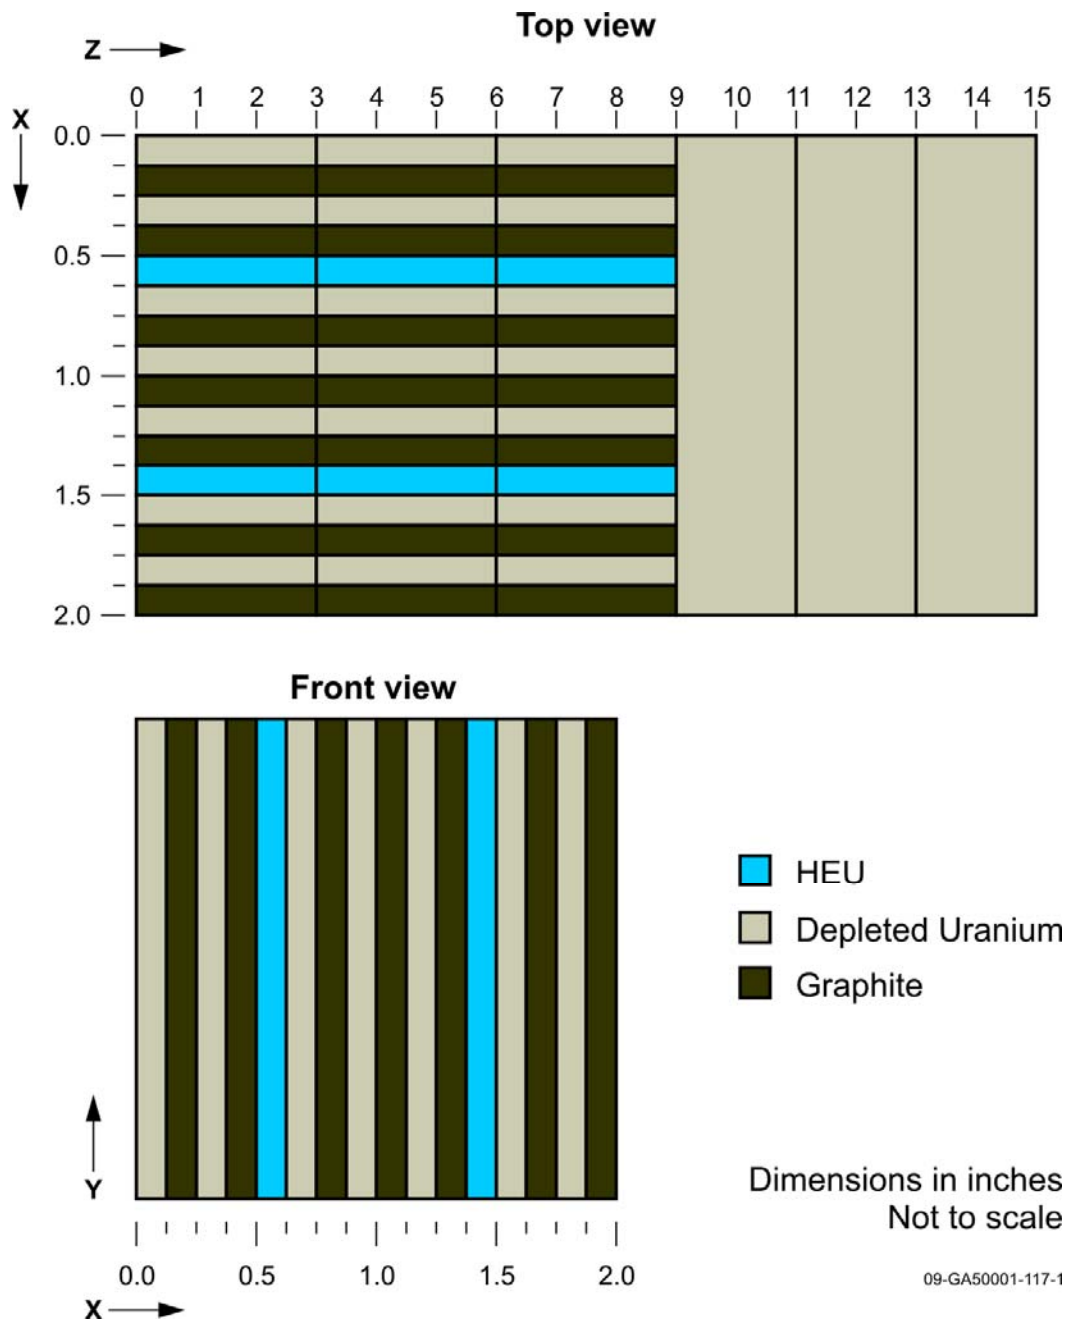 Top view
Z
0 1 2 3 4 5 6 7 8 9 10 11 12 13 14 15
X
0.0
0.5
1.0
1.5
2.0
Front view
HEU
Depleted Uranium
Graphite
Y
Dimensions in inches
Not to scale
0.0 0.5 1.0 1.5 2.0
09-GA50001-117-1
X